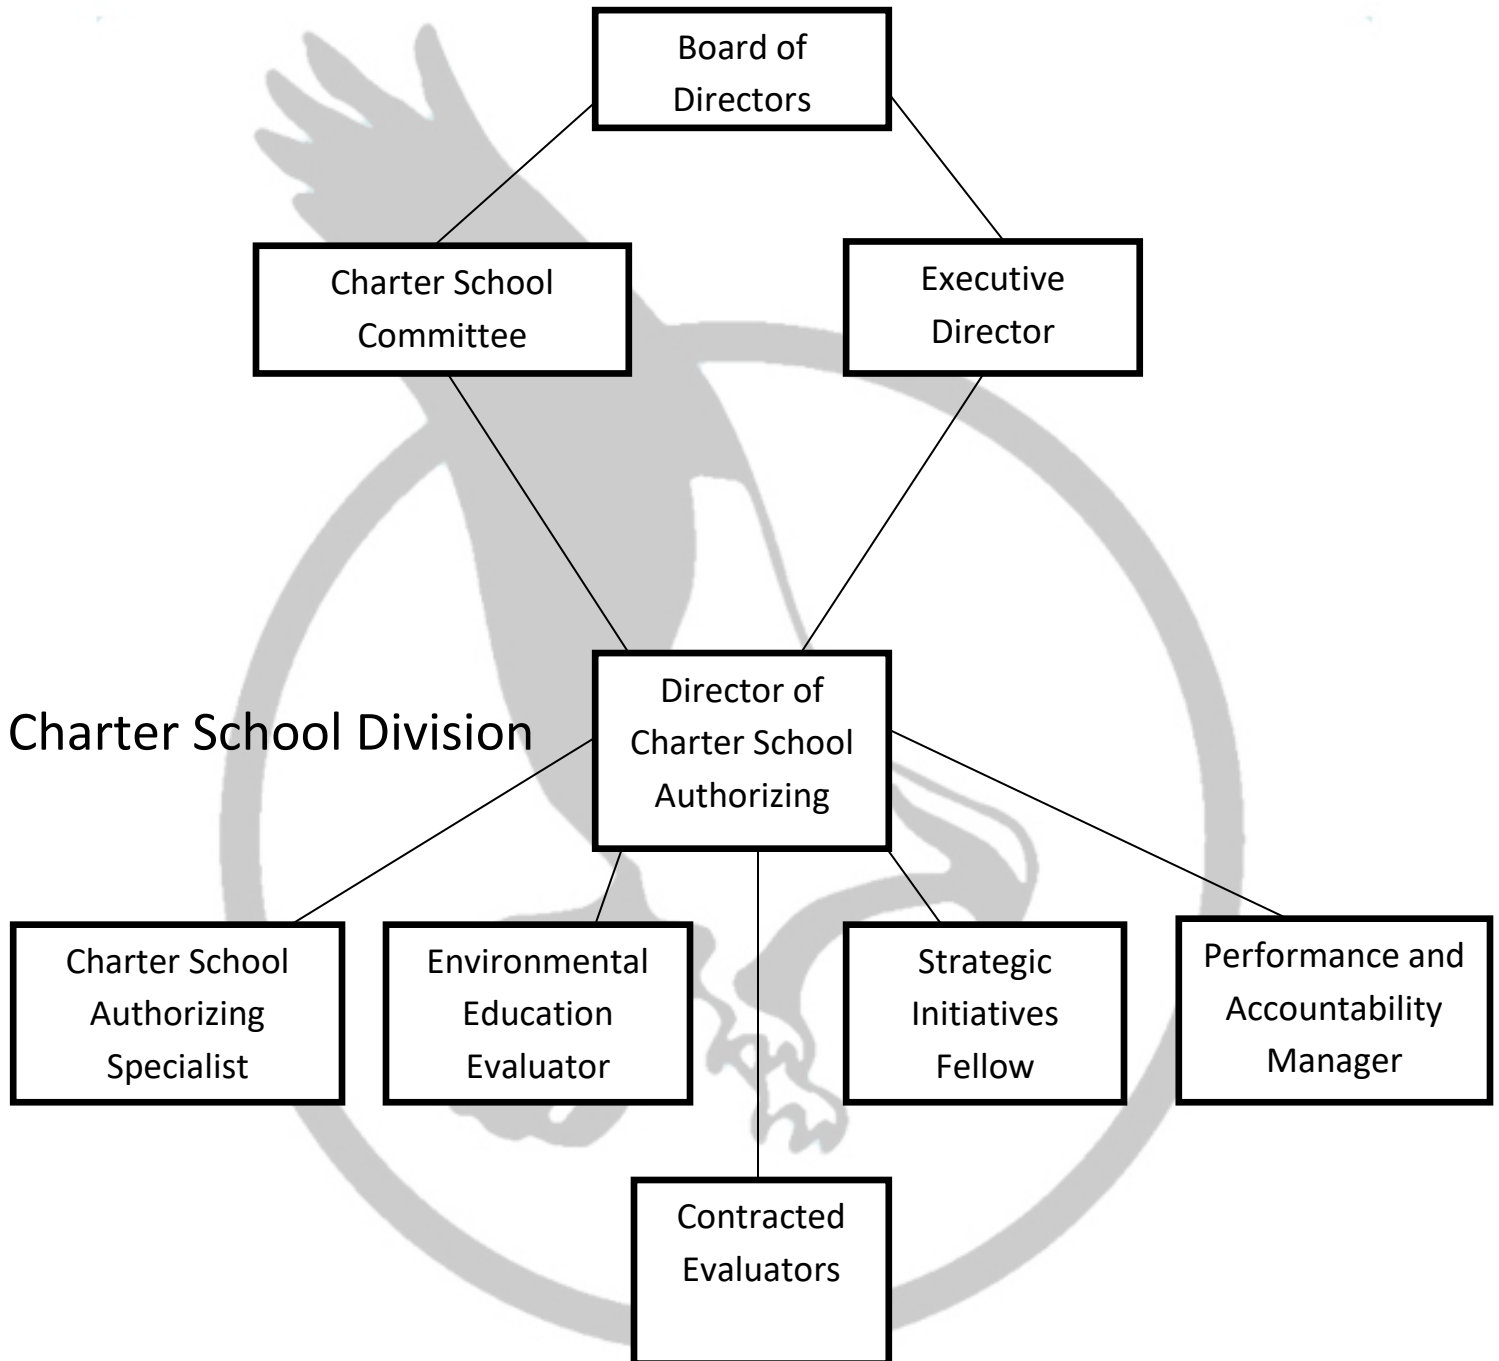 Board of
Directors
Charter School
Committee
Executive
Director
Director of
Charter School
Authorizing
Charter School Division
Charter School
Authorizing
Specialist
Environmental
Education
Evaluator
Strategic
Initiatives
Fellow
Performance and
Accountability
Manager
Contracted
Evaluators